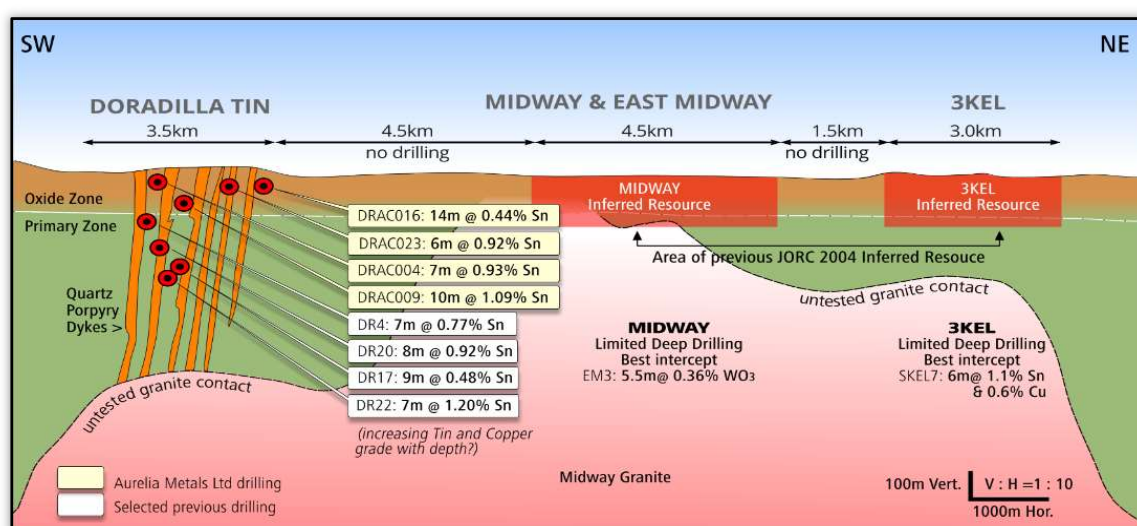 SW
NE
DORADILLA TIN
MIDWAY & EAST MIDWAY
3KEL
3.5km
4.5km
4.5km
1.5km
3.0km
no drilling
no drilling
Oxide Zone
Primary Zone
MIDWAY
Inferred Resource
3KEL
Inferred Resource
DRAC016: 14m @ 0.44% Sn
DRAC023: 6m @ 0.92% Sn
DRAC004: 7m @ 0.93% Sn
DRAC009: 10m @ 1.09% Sn
DR4: 7m @ 0.77% Sn
DR20: 8m @ 0.92% Sn
DR17: 9m @ 0.48% Sn
DR22: 7m @ 1.20% Sn
(increasing Tin and Copper
grade with depth?)
Area of previous JORC 2004 Inferred Resouce
Quartz
Porpyry
Dykes >
untested granite contact
untested granite contact
MIDWAY
Limited Deep Drilling
Best intercept
EM3: 5.5m@ 0.36% WO3
3KEL
Limited Deep Drilling
Best intercept
SKEL7: 6m@ 1.1% Sn
& 0.6% Cu
Midway Granite
Aurelia Metals Ltd drilling
Selected previous drilling
100m Vert.
V : H =1 : 10
1000m Hor.